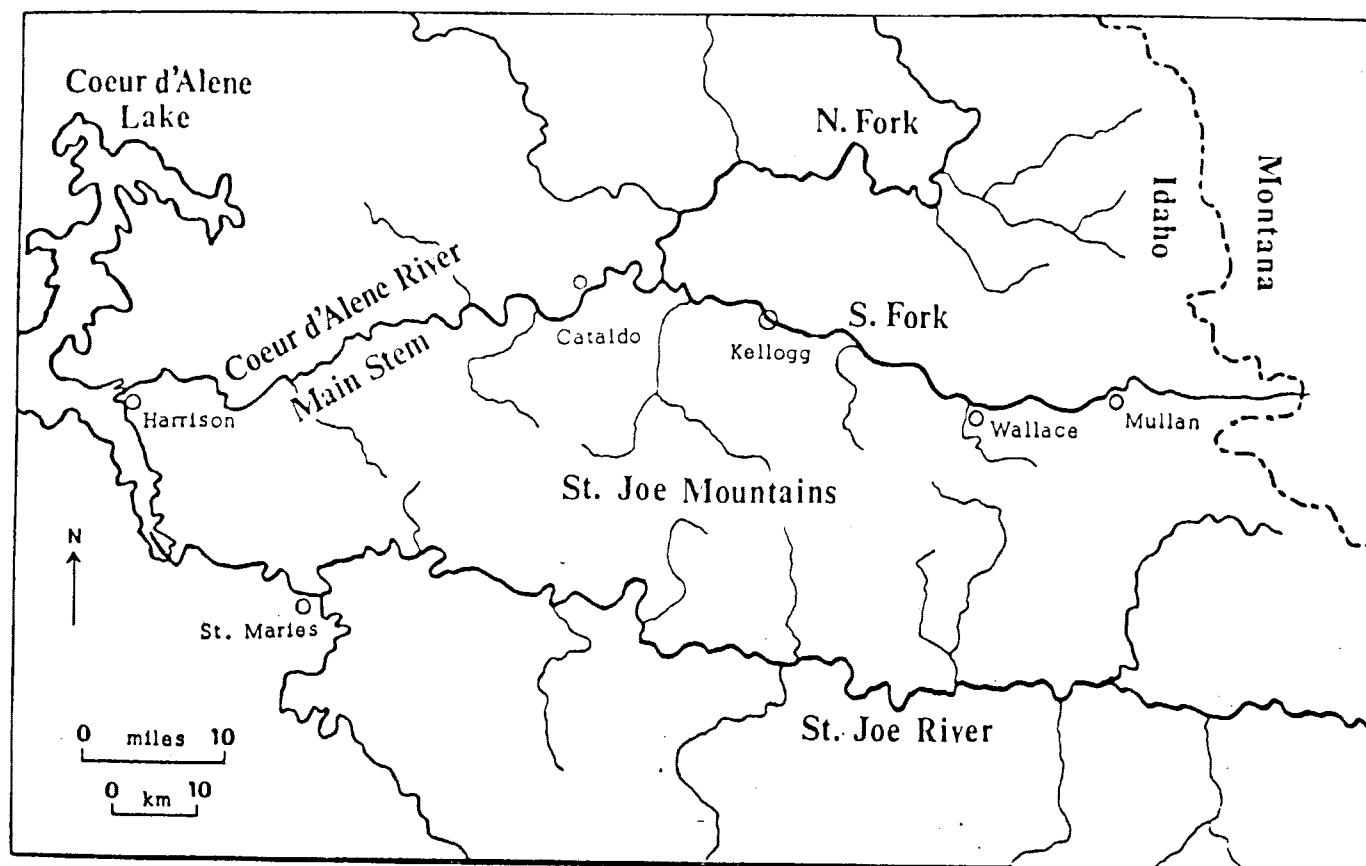 Coeur d'Alene
Lake
N. Fork
Idaho
Montana
Coeur d'Alene River
Main Stem
Cataldo
Kellogg
S. Fork
Harrison
Wallace
Mullan
St. Joe Mountains
N
St. Maries
St. Joe River
0 miles 10
0 km 10